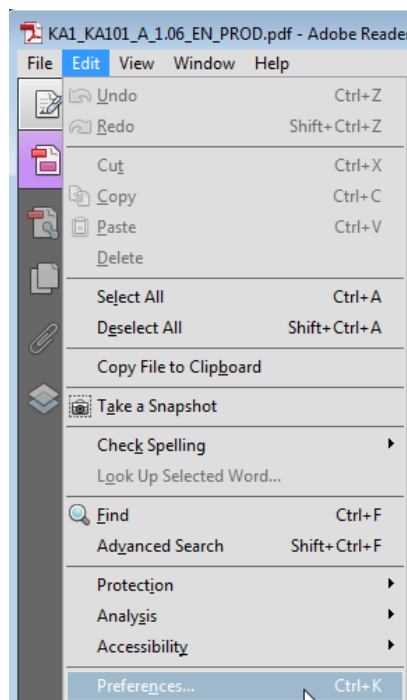 KA1_KA101_A_1.06_EN_PROD.pdf - Adobe Reade
File Edit View Window Help
Undo Ctrl+Z
Redo Shift+Ctrl+Z
Cut Ctrl+X
Copy Ctrl+C
Paste Ctrl+V
Delete
Select All Ctrl+A
Deselect All Shift+Ctrl+A
Copy File to Clipboard
Take a Snapshot
Check Spelling
Look Up Selected Word...
Find Ctrl+F
Advanced Search Shift+Ctrl+F
Protection
Analysis
Accessibility
Preferences... Ctrl+K